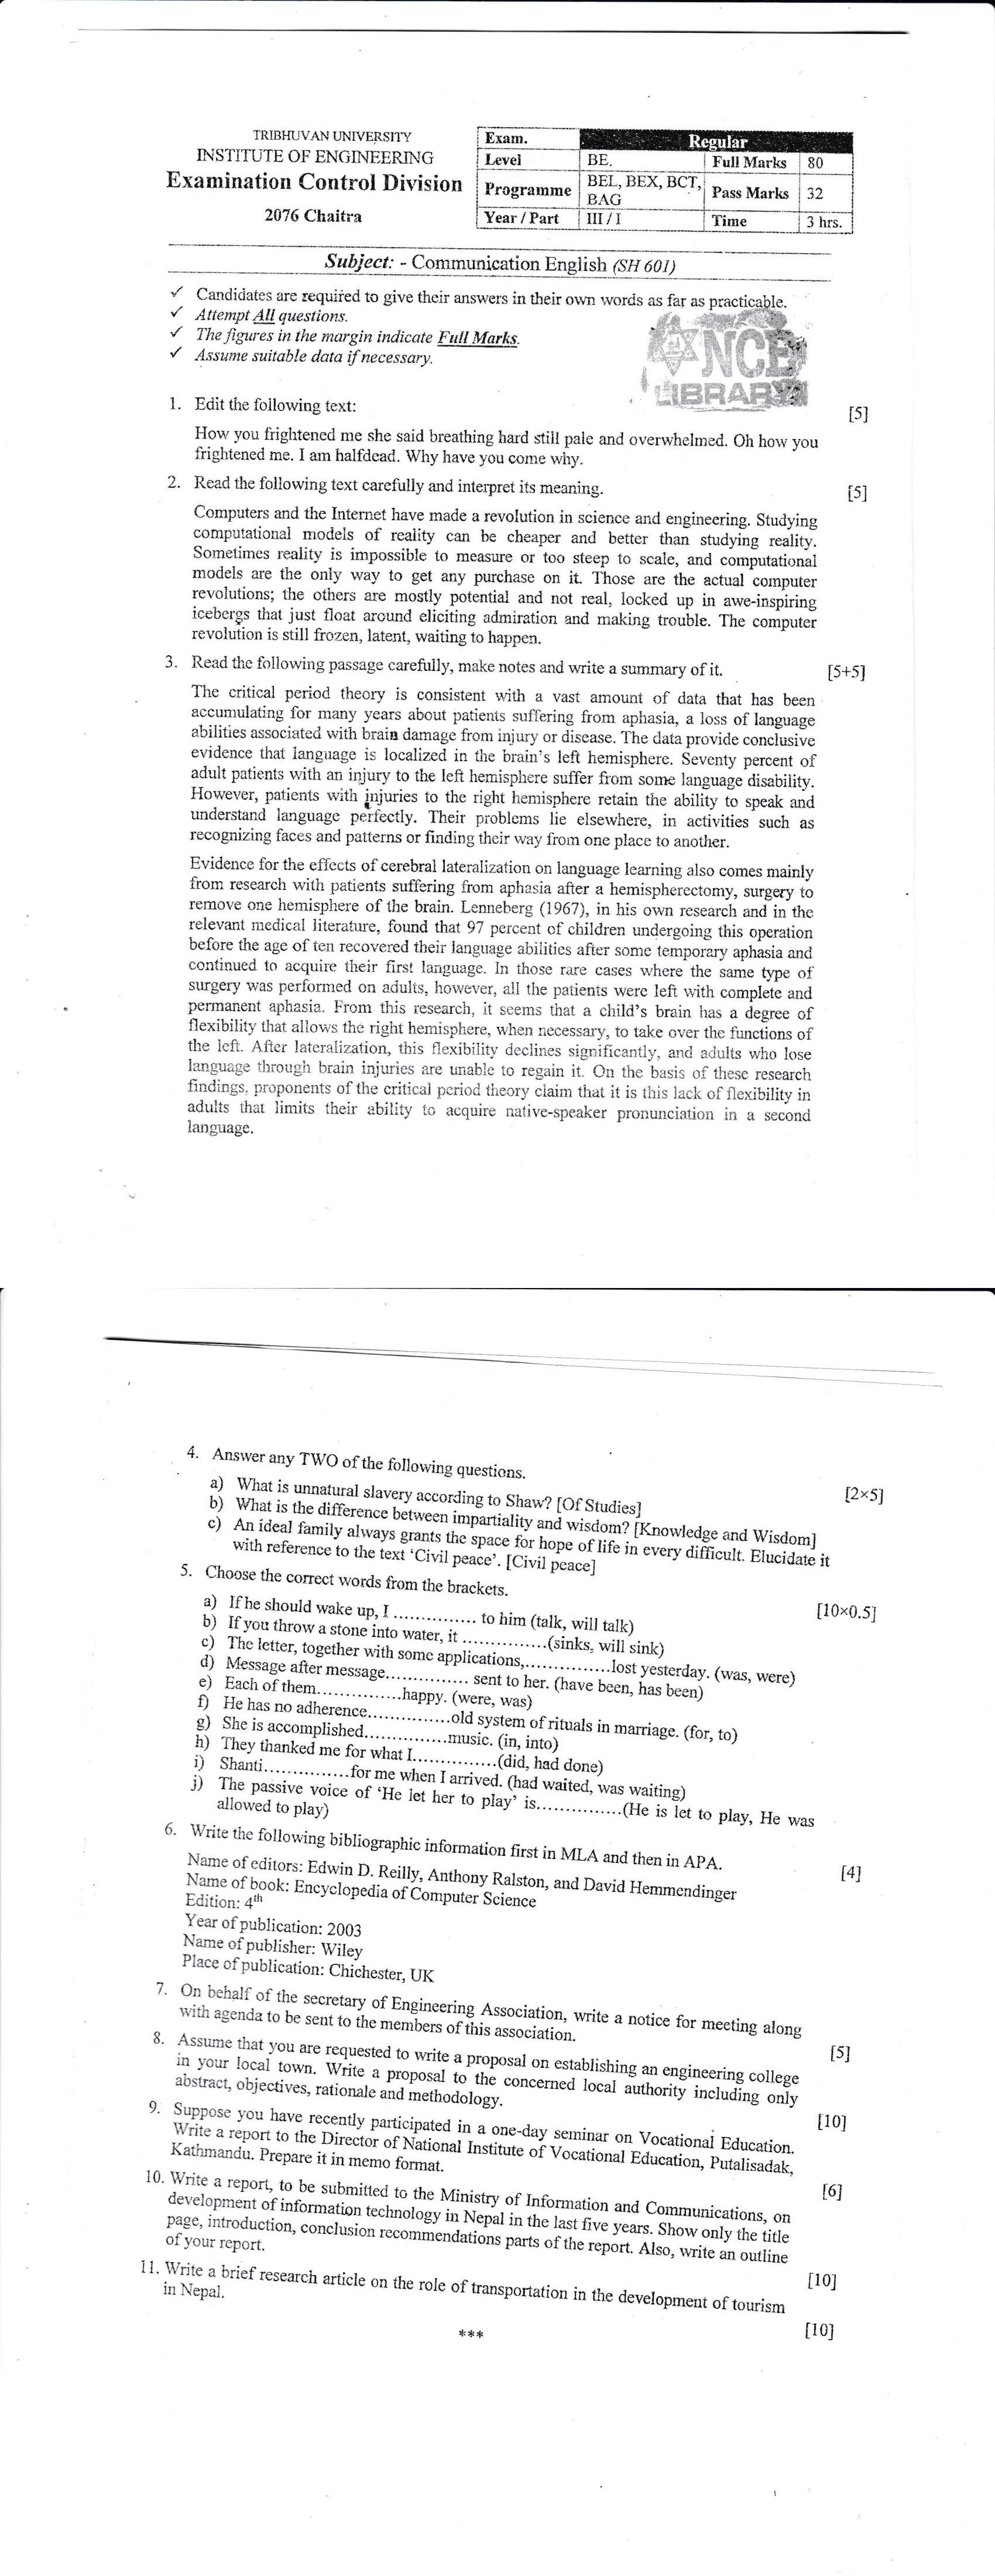 TRIBHUVAN UNIVERSITY
INSTITUTE OF ENGINEERING
Examination Control Division
2076 Chaitra
Exam. Regular
Level BE. Full Marks 80
Programme BEL, BEX, BCT, BAG Pass Marks 32
Year / Part III / I Time 3 hrs.
Subject: - Communication English (SH 601)
✓ Candidates are required to give their answers in their own words as far as practicable.
✓ Attempt All questions.
✓ The figures in the margin indicate Full Marks.
✓ Assume suitable data if necessary.
NCE
LIBRARY
1. Edit the following text: [5]
How you frightened me she said breathing hard still pale and overwhelmed. Oh how you
frightened me. I am halfdead. Why have you come why.
2. Read the following text carefully and interpret its meaning. [5]
Computers and the Internet have made a revolution in science and engineering. Studying
computational models of reality can be cheaper and better than studying reality.
Sometimes reality is impossible to measure or too steep to scale, and computational
models are the only way to get any purchase on it. Those are the actual computer
revolutions; the others are mostly potential and not real, locked up in awe-inspiring
icebergs that just float around eliciting admiration and making trouble. The computer
revolution is still frozen, latent, waiting to happen.
3. Read the following passage carefully, make notes and write a summary of it. [5+5]
The critical period theory is consistent with a vast amount of data that has been
accumulating for many years about patients suffering from aphasia, a loss of language
abilities associated with brain damage from injury or disease. The data provide conclusive
evidence that language is localized in the brain's left hemisphere. Seventy percent of
adult patients with an injury to the left hemisphere suffer from some language disability.
However, patients with injuries to the right hemisphere retain the ability to speak and
understand language perfectly. Their problems lie elsewhere, in activities such as
recognizing faces and patterns or finding their way from one place to another.
Evidence for the effects of cerebral lateralization on language learning also comes mainly
from research with patients suffering from aphasia after a hemispherectomy, surgery to
remove one hemisphere of the brain. Lenneberg (1967), in his own research and in the
relevant medical literature, found that 97 percent of children undergoing this operation
before the age of ten recovered their language abilities after some temporary aphasia and
continued to acquire their first language. In those rare cases where the same type of
surgery was performed on adults, however, all the patients were left with complete and
permanent aphasia. From this research, it seems that a child's brain has a degree of
flexibility that allows the right hemisphere, when necessary, to take over the functions of
the left. After lateralization, this flexibility declines significantly, and adults who lose
language through brain injuries are unable to regain it. On the basis of these research
findings, proponents of the critical period theory claim that it is this lack of flexibility in
adults that limits their ability to acquire native-speaker pronunciation in a second
language.
4. Answer any TWO of the following questions. [2×5]
a) What is unnatural slavery according to Shaw? [Of Studies]
b) What is the difference between impartiality and wisdom? [Knowledge and Wisdom]
c) An ideal family always grants the space for hope of life in every difficult. Elucidate it
with reference to the text 'Civil peace'. [Civil peace]
5. Choose the correct words from the brackets. [10×0.5]
a) If he should wake up, I .............. to him (talk, will talk)
b) If you throw a stone into water, it ..............(sinks, will sink)
c) The letter, together with some applications,..............lost yesterday. (was, were)
d) Message after message.............. sent to her. (have been, has been)
e) Each of them..............happy. (were, was)
f) He has no adherence..............old system of rituals in marriage. (for, to)
g) She is accomplished..............music. (in, into)
h) They thanked me for what I..............(did, had done)
i) Shanti..............for me when I arrived. (had waited, was waiting)
j) The passive voice of 'He let her to play' is..............(He is let to play, He was
allowed to play)
6. Write the following bibliographic information first in MLA and then in APA. [4]
Name of editors: Edwin D. Reilly, Anthony Ralston, and David Hemmendinger
Name of book: Encyclopedia of Computer Science
Edition: 4th
Year of publication: 2003
Name of publisher: Wiley
Place of publication: Chichester, UK
7. On behalf of the secretary of Engineering Association, write a notice for meeting along
with agenda to be sent to the members of this association. [5]
8. Assume that you are requested to write a proposal on establishing an engineering college
in your local town. Write a proposal to the concerned local authority including only
abstract, objectives, rationale and methodology. [10]
9. Suppose you have recently participated in a one-day seminar on Vocational Education.
Write a report to the Director of National Institute of Vocational Education, Putalisadak,
Kathmandu. Prepare it in memo format. [6]
10. Write a report, to be submitted to the Ministry of Information and Communications, on
development of information technology in Nepal in the last five years. Show only the title
page, introduction, conclusion recommendations parts of the report. Also, write an outline
of your report. [10]
11. Write a brief research article on the role of transportation in the development of tourism
in Nepal. [10]
***